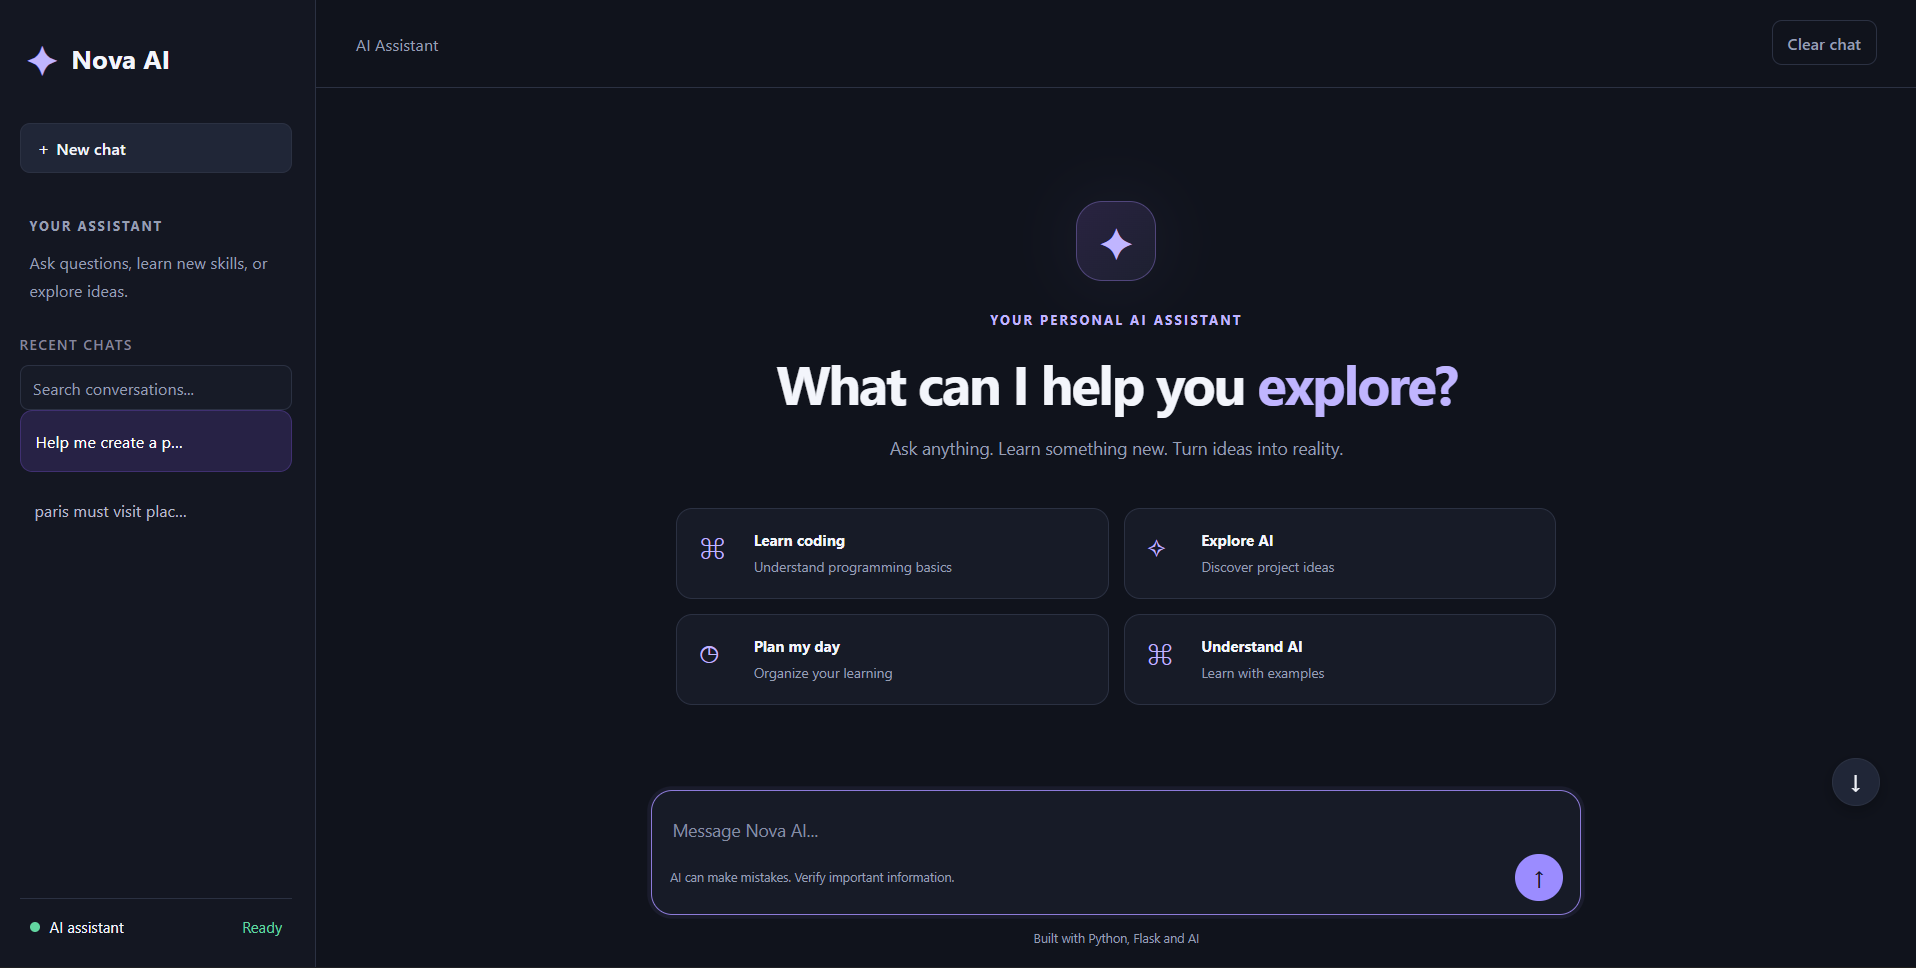 Nova AI
+ New chat
YOUR ASSISTANT
Ask questions, learn new skills, or
explore ideas.
RECENT CHATS
Search conversations...
Help me create a p...
paris must visit plac...
AI assistant
Ready
AI Assistant
Clear chat
YOUR PERSONAL AI ASSISTANT
What can I help you explore?
Ask anything. Learn something new. Turn ideas into reality.
Learn coding
Understand programming basics
Explore AI
Discover project ideas
Plan my day
Organize your learning
Understand AI
Learn with examples
Message Nova AI...
AI can make mistakes. Verify important information.
Built with Python, Flask and AI